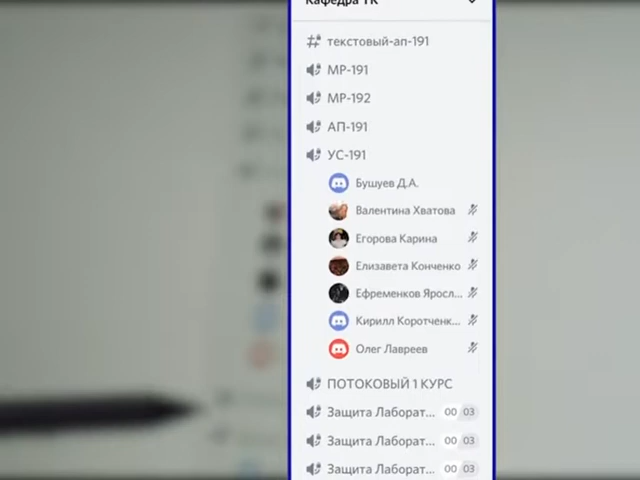 Кафедра ТК
текстовый-ап-191
МР-191
МР-192
АП-191
УС-191
Бушуев Д.А.
Валентина Хватова
Егорова Карина
Елизавета Конченко
Ефременков Яросл...
Кирилл Коротченк...
Олег Лавреев
ПОТОКОВЫЙ 1 КУРС
Защита Лаборат... 00 03
Защита Лаборат... 00 03
Защита Лаборат... 00 03